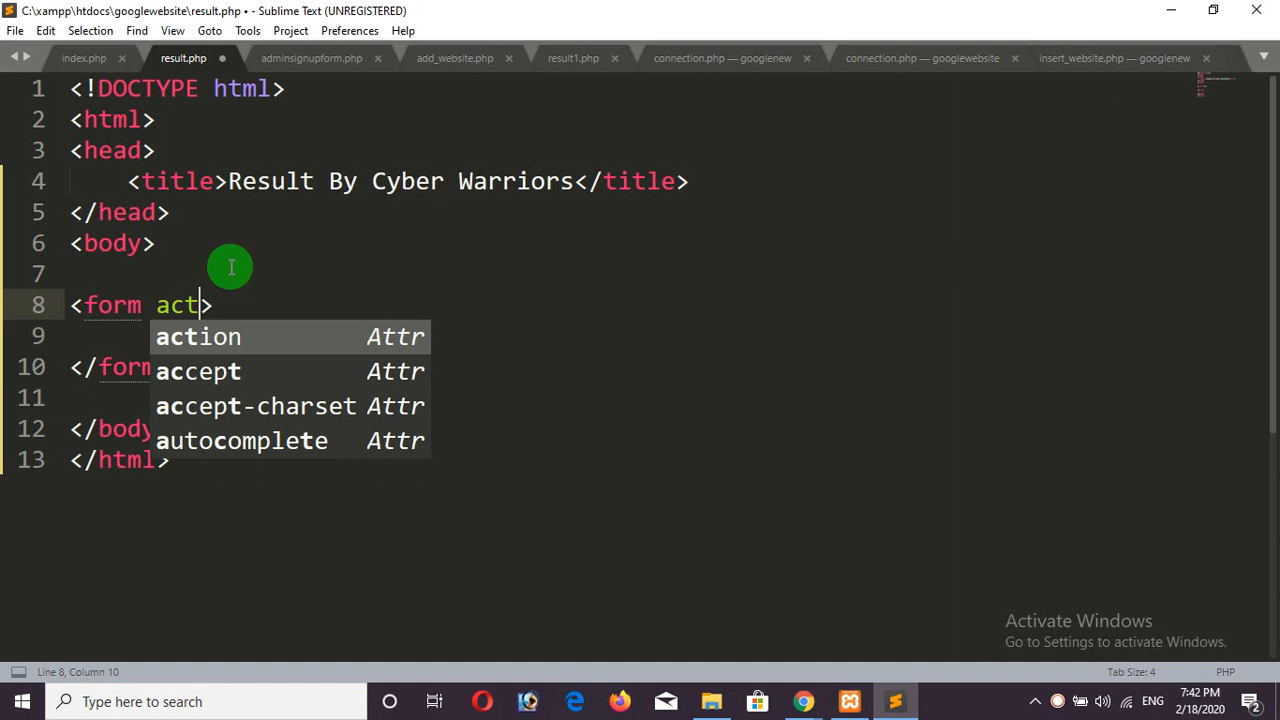 C:\xampp\htdocs\googlewebsite\result.php • - Sublime Text (UNREGISTERED)
File Edit Selection Find View Goto Tools Project Preferences Help
index.php result.php adminsignupform.php add_website.php result1.php connection.php — googlenew connection.php — googlewebsite insert_website.php — googlenew
1 <!DOCTYPE html>
2 <html>
3 <head>
4 <title>Result By Cyber Warriors</title>
5 </head>
6 <body>
7
8 <form act>
9 action Attr
accept Attr
10 </form
11 accept-charset Attr
12 </body autocomplete Attr
13 </html>
Activate Windows
Go to Settings to activate Windows.
Line 8, Column 10 Tab Size: 4 PHP
Type here to search ENG 7:42 PM
2/18/2020 2